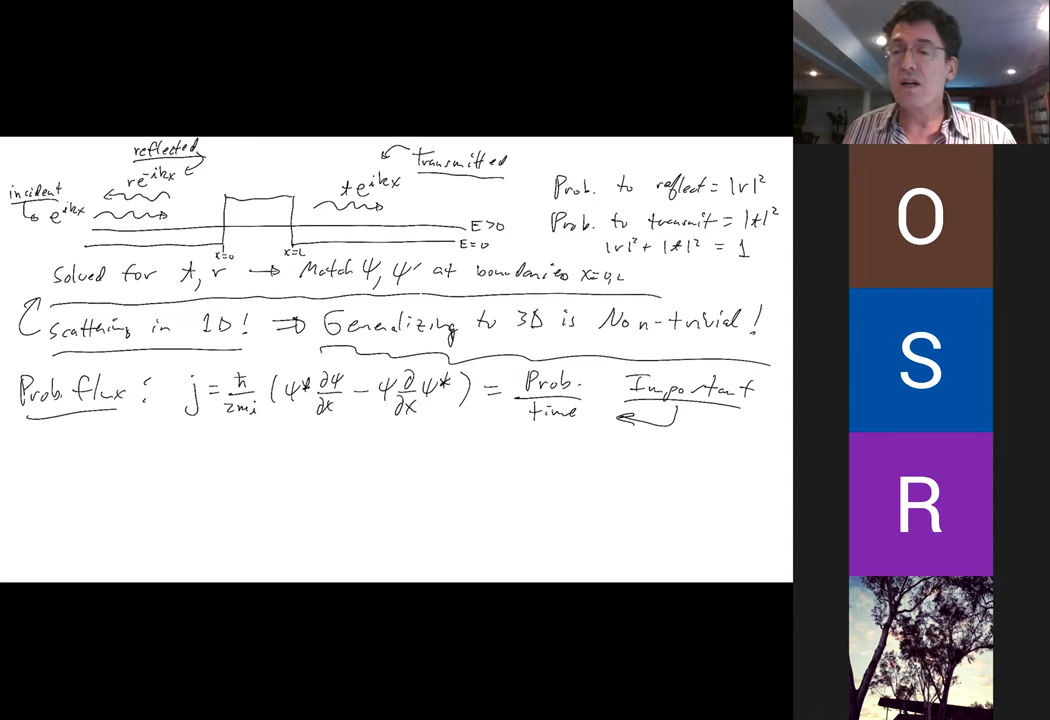 reflected
transmitted
re^{-ikx}
te^{ikx}
incident
e^{ikx}
Prob. to reflect = |r|²
Prob. to transmit = |t|²
|r|² + |t|² = 1
E>0
E=0
x=0
x=L
Solved for t, r → Match ψ, ψ' at boundaries x=0,L
Scattering in 1D! ⇒ Generalizing to 3D is Non-trivial!
Prob. flux: j = ħ/2mi (ψ* ∂ψ/∂x − ψ ∂/∂x ψ*) = Prob./time Important
O
S
R